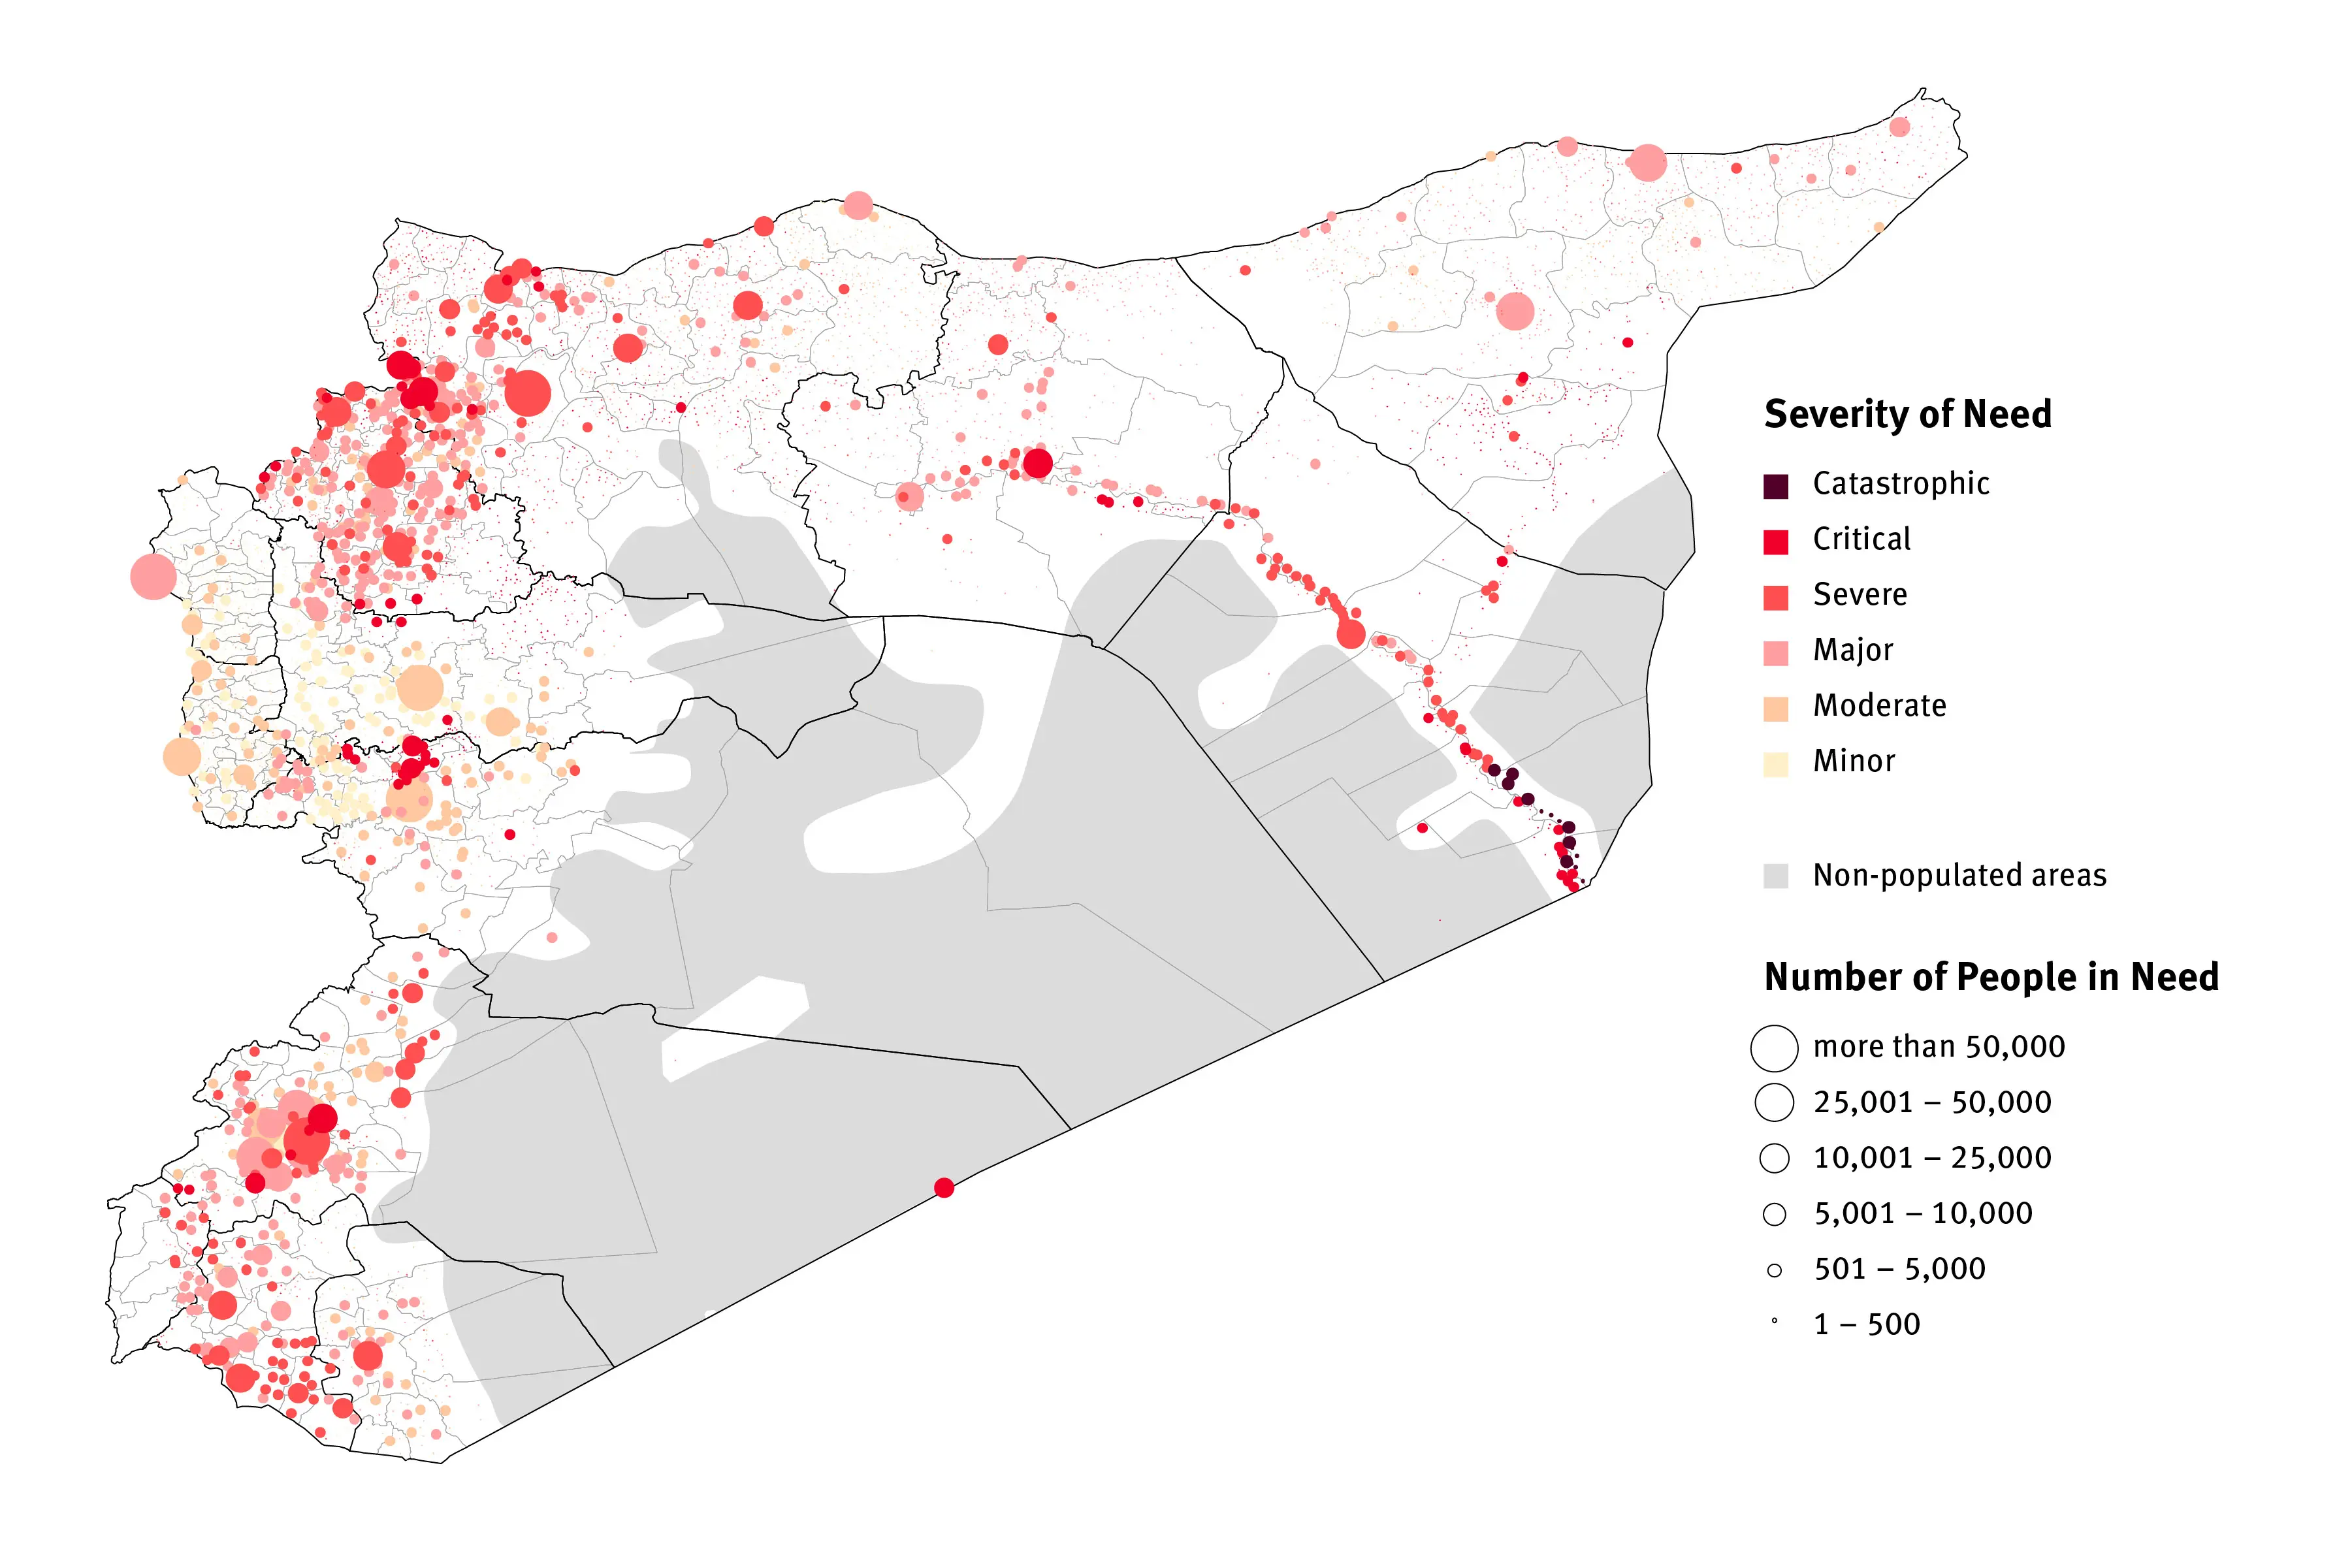 Severity of Need
Catastrophic
Critical
Severe
Major
Moderate
Minor
Non-populated areas
Number of People in Need
more than 50,000
25,001 – 50,000
10,001 – 25,000
5,001 – 10,000
501 – 5,000
1 – 500